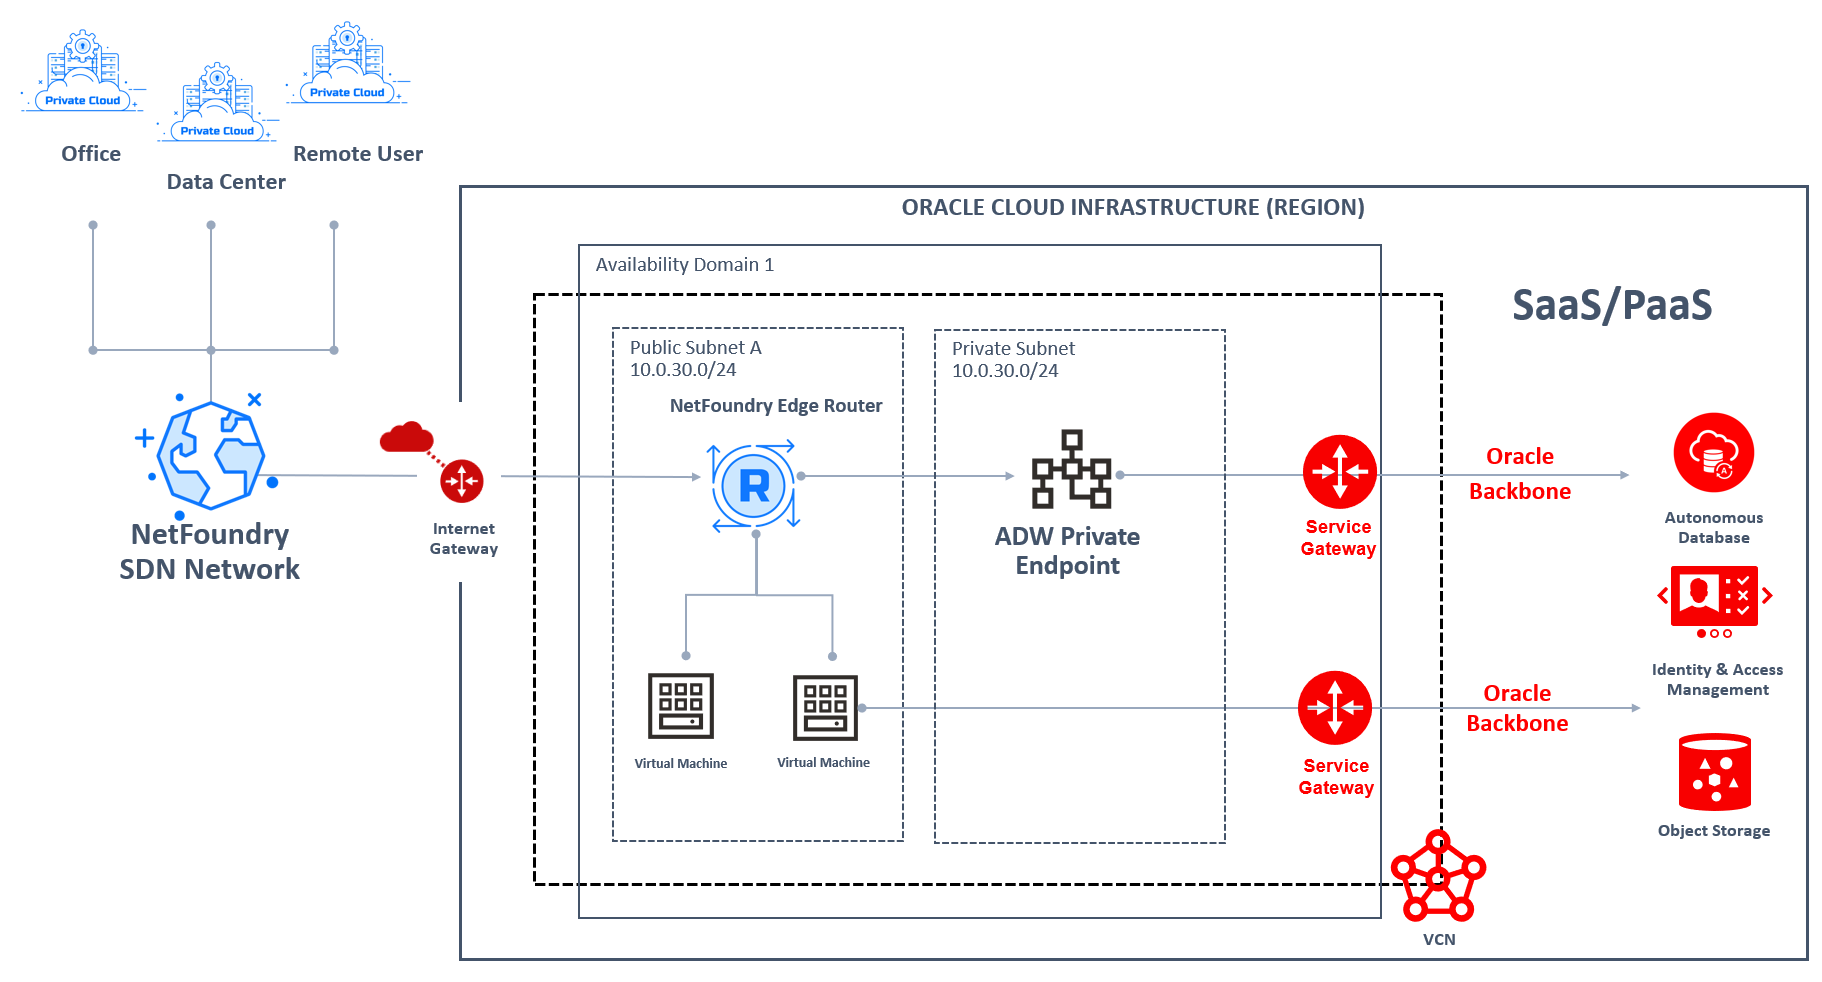 Private Cloud
Private Cloud
Private Cloud
Office
Data Center
Remote User
ORACLE CLOUD INFRASTRUCTURE (REGION)
Availability Domain 1
SaaS/PaaS
Public Subnet A
10.0.30.0/24
Private Subnet
10.0.30.0/24
NetFoundry Edge Router
R
NetFoundry
SDN Network
Internet
Gateway
ADW Private
Endpoint
Service
Gateway
Oracle
Backbone
A
Autonomous
Database
Identity & Access
Management
Virtual Machine
Virtual Machine
Service
Gateway
Oracle
Backbone
Object Storage
VCN